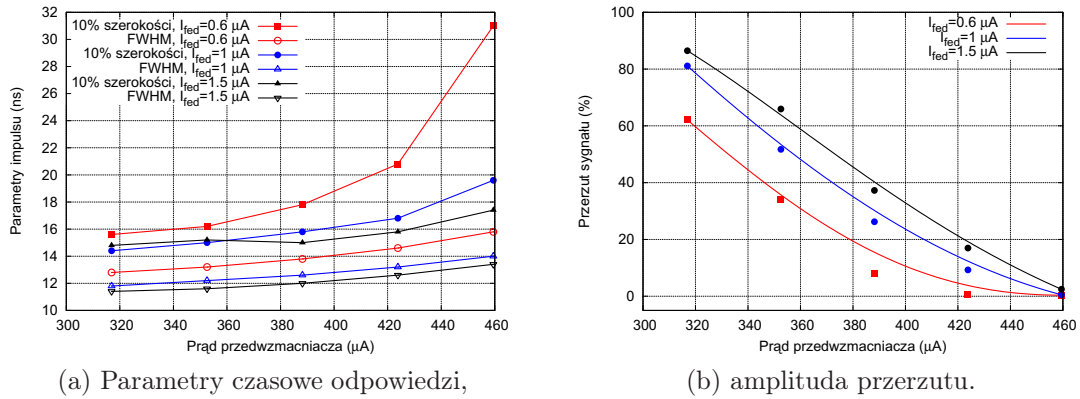 10% szerokości, Ifed=0.6 µA
FWHM, Ifed=0.6 µA
10% szerokości, Ifed=1 µA
FWHM, Ifed=1 µA
10% szerokości, Ifed=1.5 µA
FWHM, Ifed=1.5 µA
Parametry impulsu (ns)
32
30
28
26
24
22
20
18
16
14
12
10
300 320 340 360 380 400 420 440 460
Prąd przedwzmacniacza (µA)
(a) Parametry czasowe odpowiedzi,
Ifed=0.6 µA
Ifed=1 µA
Ifed=1.5 µA
Przerzut sygnału (%)
100
80
60
40
20
0
300 320 340 360 380 400 420 440 460
Prąd przedwzmacniacza (µA)
(b) amplituda przerzutu.